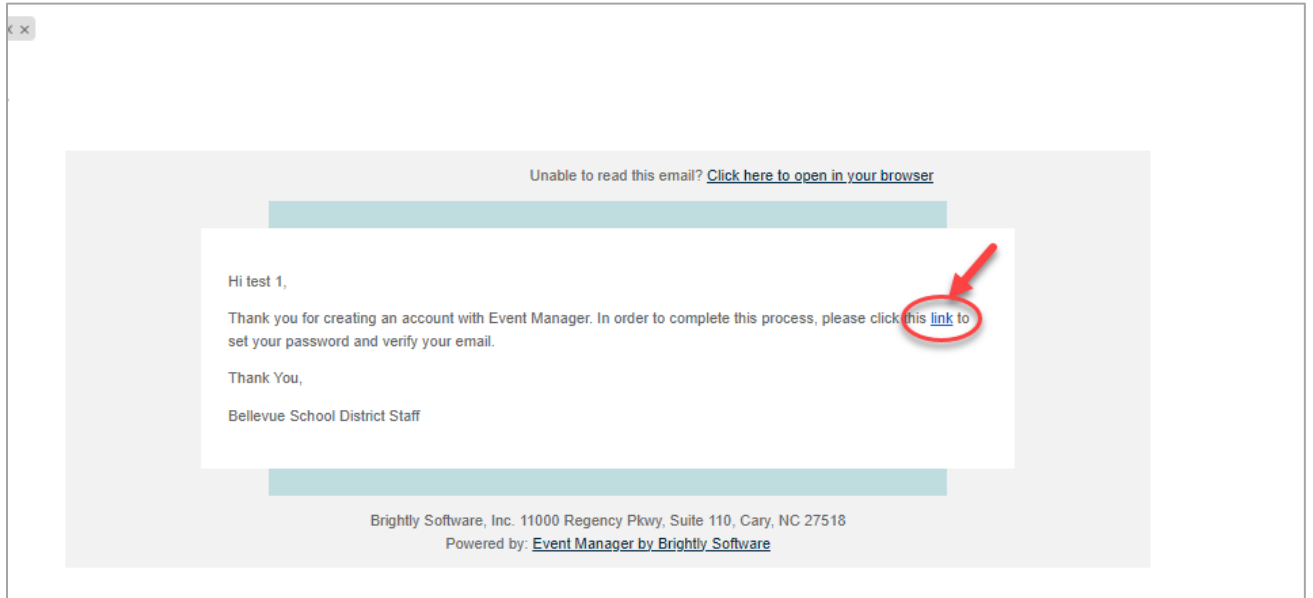 Unable to read this email? Click here to open in your browser
Hi test 1,
Thank you for creating an account with Event Manager. In order to complete this process, please click this link to
set your password and verify your email.
Thank You,
Bellevue School District Staff
Brightly Software, Inc. 11000 Regency Pkwy, Suite 110, Cary, NC 27518
Powered by: Event Manager by Brightly Software